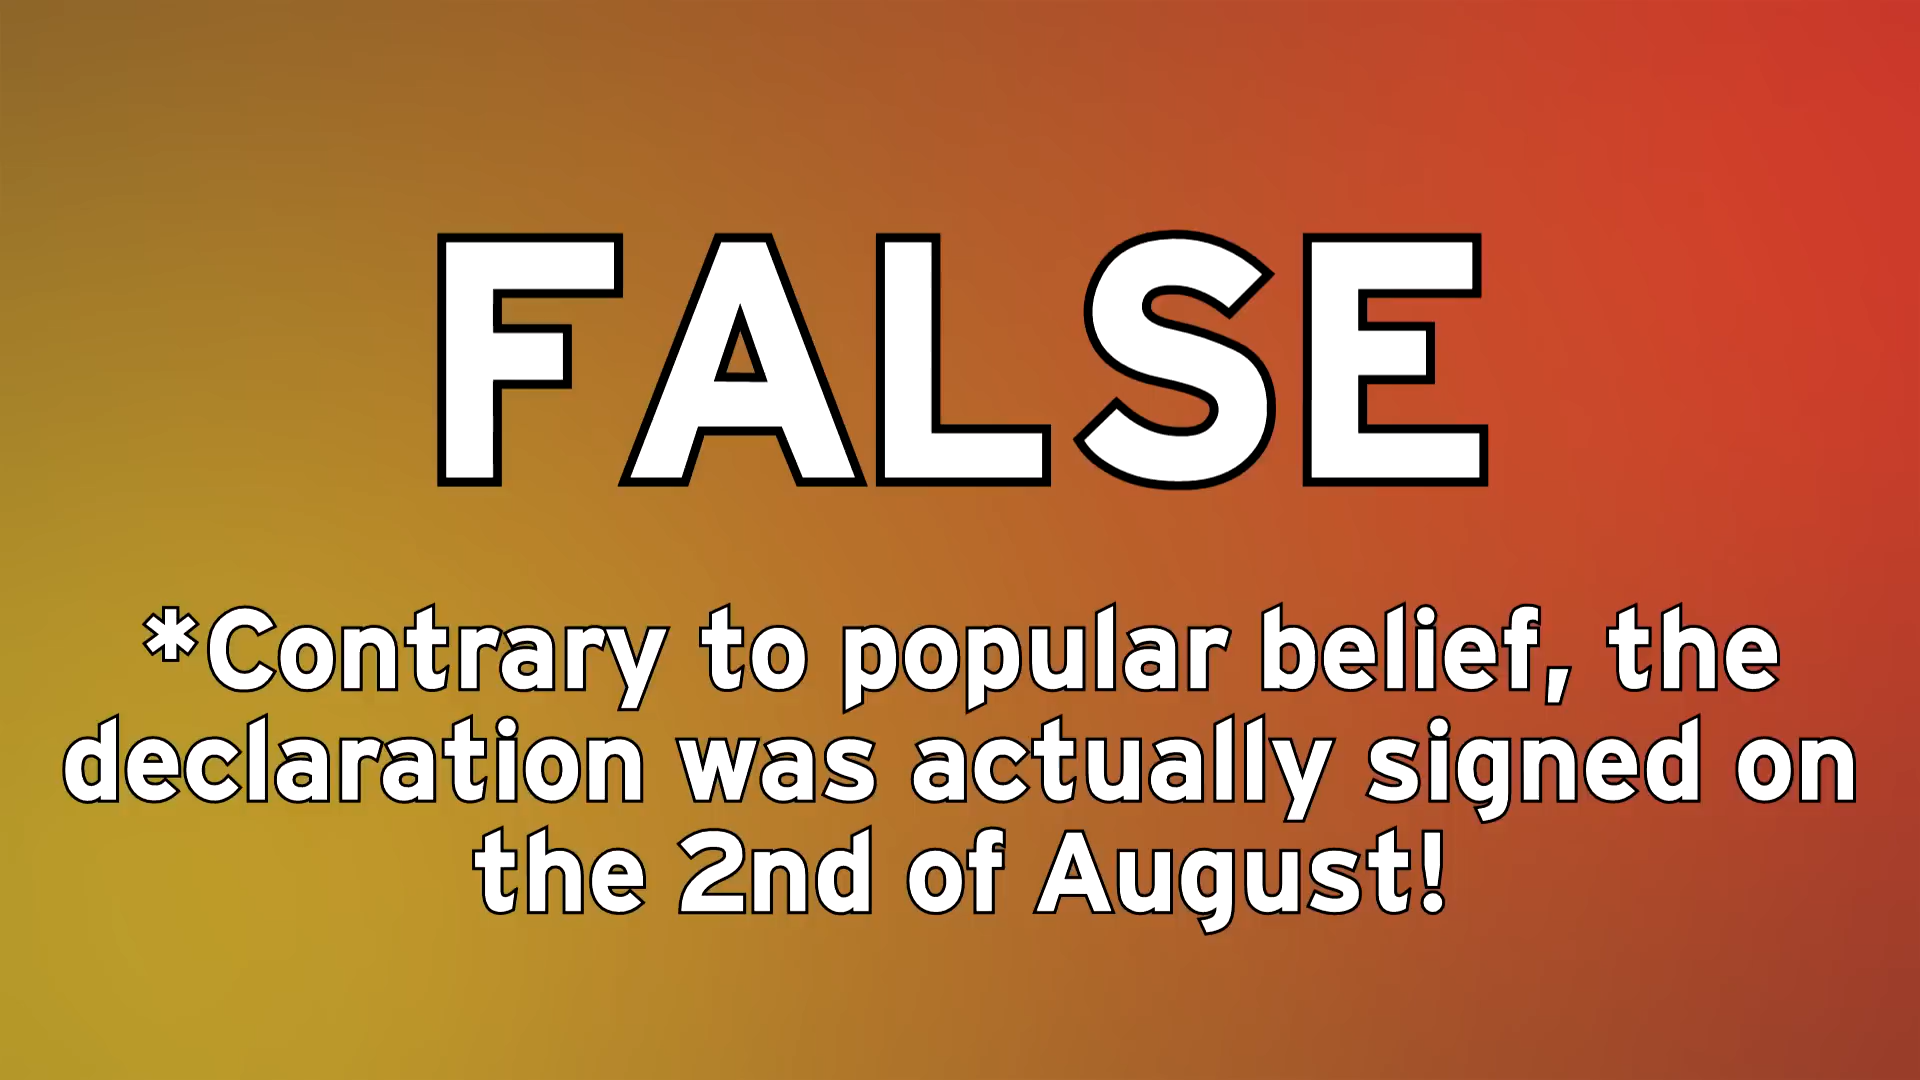 FALSE
*Contrary to popular belief, the
declaration was actually signed on
the 2nd of August!